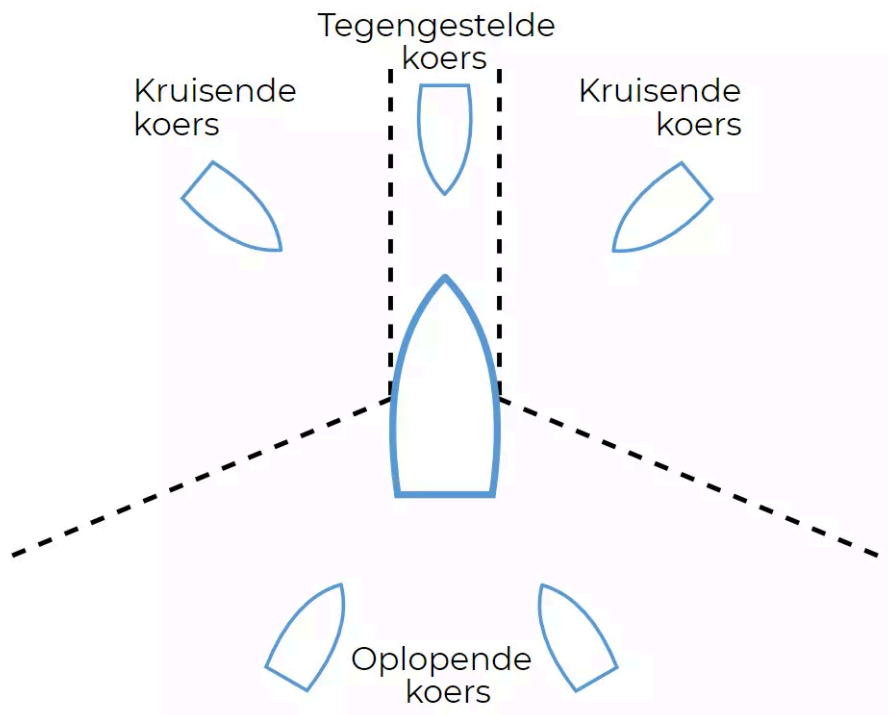 Tegengestelde
koers
Kruisende
koers
Kruisende
koers
Oplopende
koers